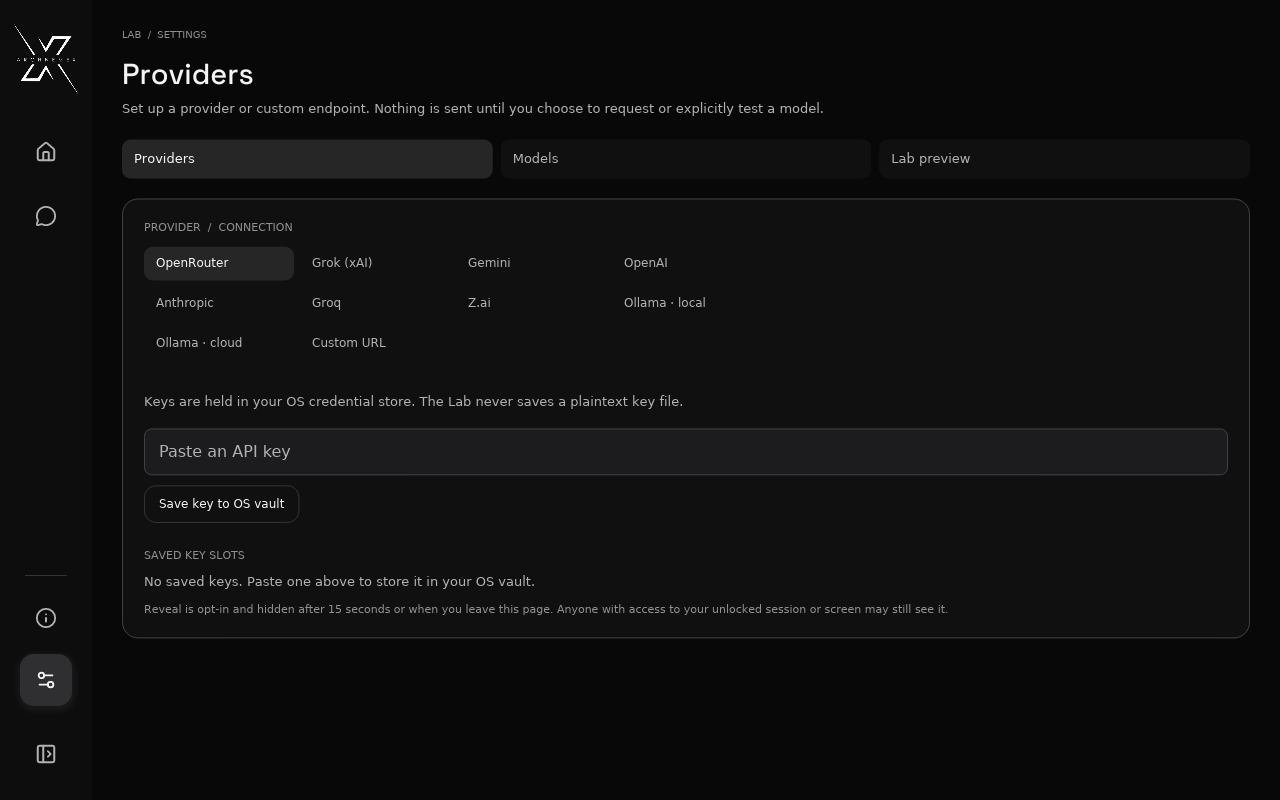 LAB / SETTINGS
Providers
Set up a provider or custom endpoint. Nothing is sent until you choose to request or explicitly test a model.
Providers
Models
Lab preview
PROVIDER / CONNECTION
OpenRouter
Grok (xAI)
Gemini
OpenAI
Anthropic
Groq
Z.ai
Ollama · local
Ollama · cloud
Custom URL
Keys are held in your OS credential store. The Lab never saves a plaintext key file.
Paste an API key
Save key to OS vault
SAVED KEY SLOTS
No saved keys. Paste one above to store it in your OS vault.
Reveal is opt-in and hidden after 15 seconds or when you leave this page. Anyone with access to your unlocked session or screen may still see it.